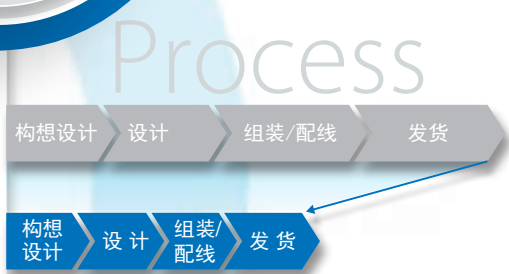 Process
构想设计 设计 组装/配线 发货
构想 组装/
设计 设 计 配线 发 货